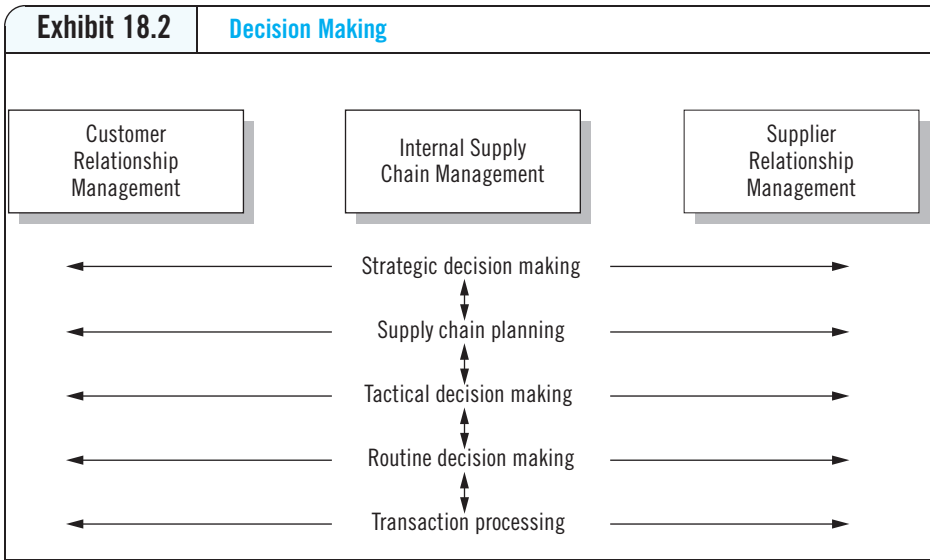 Exhibit 18.2
Decision Making
Customer
Relationship
Management
Internal Supply
Chain Management
Supplier
Relationship
Management
Strategic decision making
Supply chain planning
Tactical decision making
Routine decision making
Transaction processing